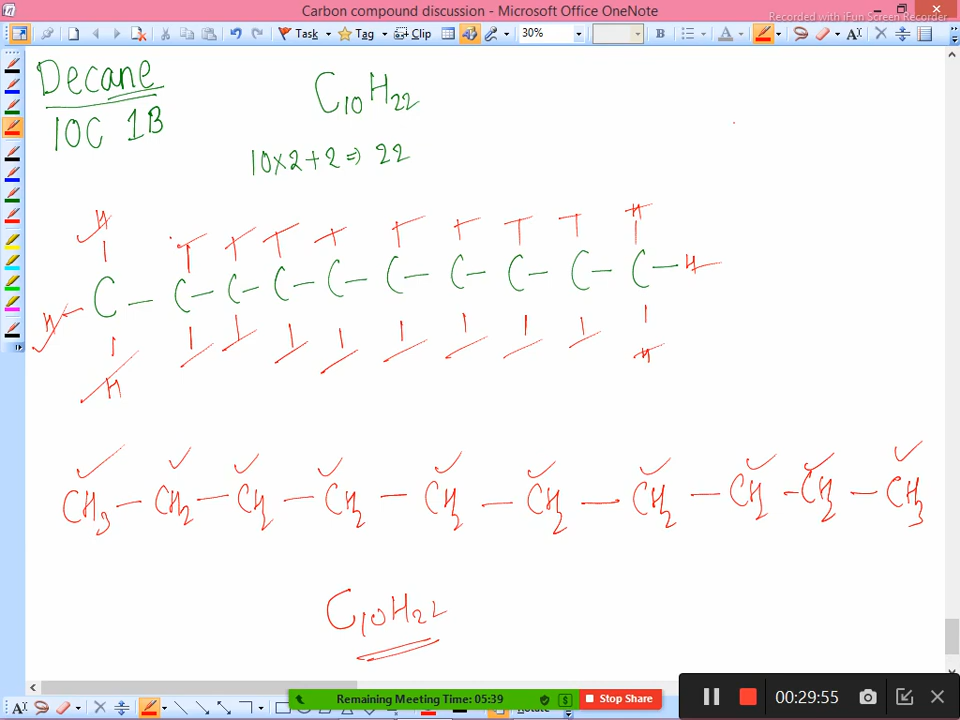 Carbon compound discussion - Microsoft Office OneNote
Recorded with iFun Screen Recorder
Task Tag Clip 30% B A A
Decane
C10H22
10C 1B
10×2+2⇒ 22
H H
C — C — C — C — C — C — C — C — C — C — H
H
H H
CH3 — CH2 — CH2 — CH2 — CH2 — CH2 — CH2 — CH2 - CH2 — CH3
C10H22
Remaining Meeting Time: 05:39 Stop Share
00:29:55